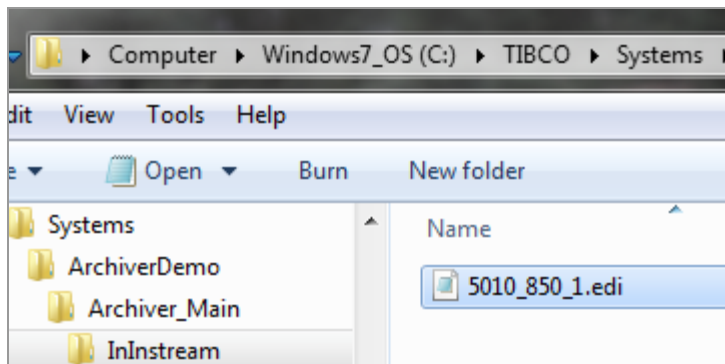 Computer Windows7_OS (C:) TIBCO Systems
dit View Tools Help
e Open Burn New folder
Systems
ArchiverDemo
Archiver_Main
InInstream
Name
5010_850_1.edi